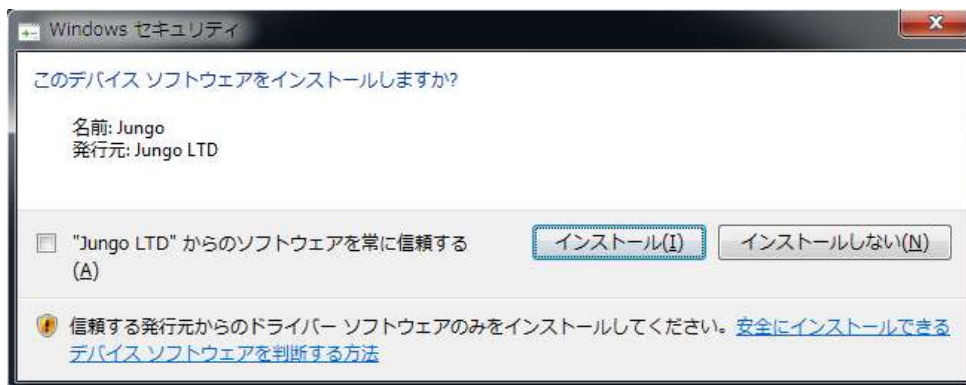 Windows セキュリティ
このデバイス ソフトウェアをインストールしますか?
名前: Jungo
発行元: Jungo LTD
"Jungo LTD" からのソフトウェアを常に信頼する
(A)
インストール(I)
インストールしない(N)
信頼する発行元からのドライバー ソフトウェアのみをインストールしてください。安全にインストールできる
デバイス ソフトウェアを判断する方法